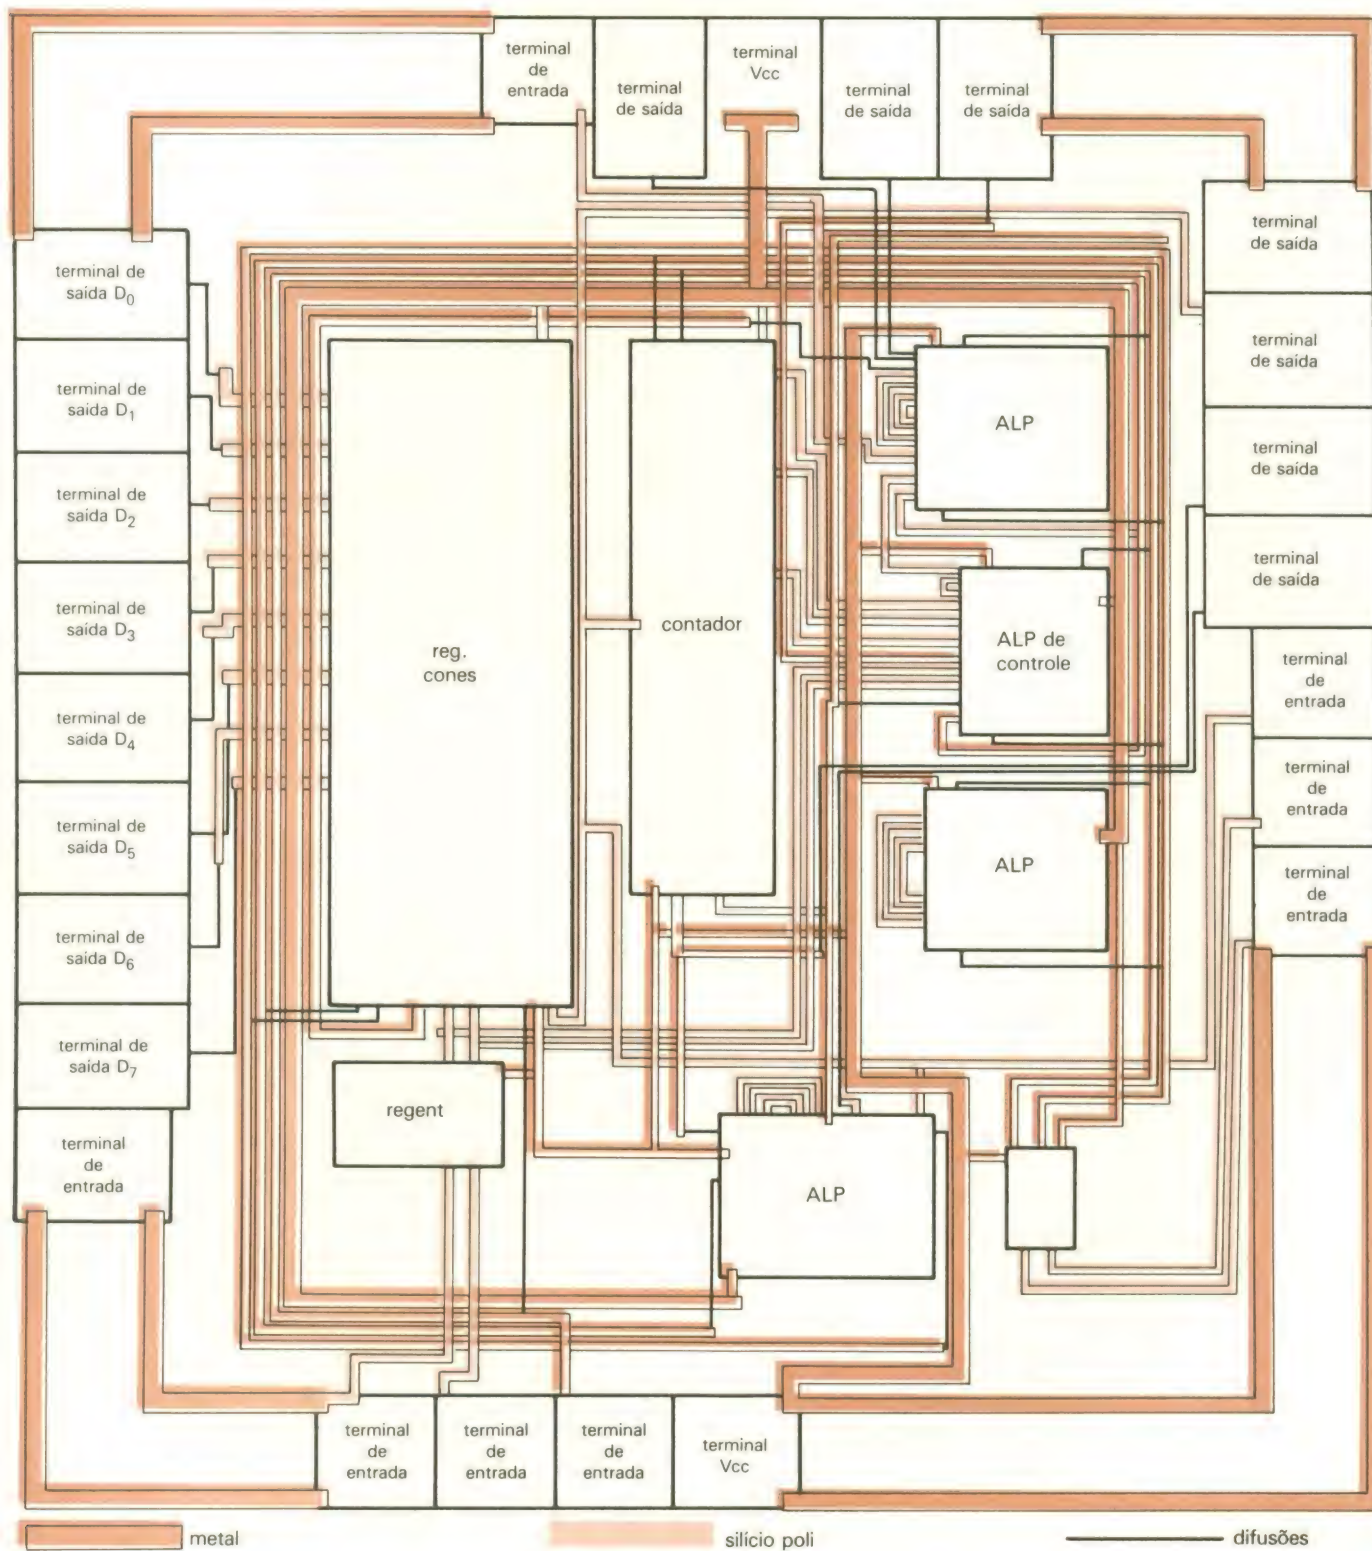 terminal
de
entrada
terminal
de saída
terminal
Vcc
terminal
de saída
terminal
de saída
terminal de
saída D0
terminal de
saída D1
terminal de
saída D2
terminal de
saída D3
terminal de
saída D4
terminal de
saída D5
terminal de
saída D6
terminal de
saída D7
terminal
de
entrada
reg.
cones
contador
ALP
ALP de
controle
ALP
regent
ALP
terminal
de saída
terminal
de saída
terminal
de saída
terminal
de saída
terminal
de
entrada
terminal
de
entrada
terminal
de
entrada
terminal
de
entrada
terminal
de
entrada
terminal
de
entrada
terminal
Vcc
metal
silício poli
difusões